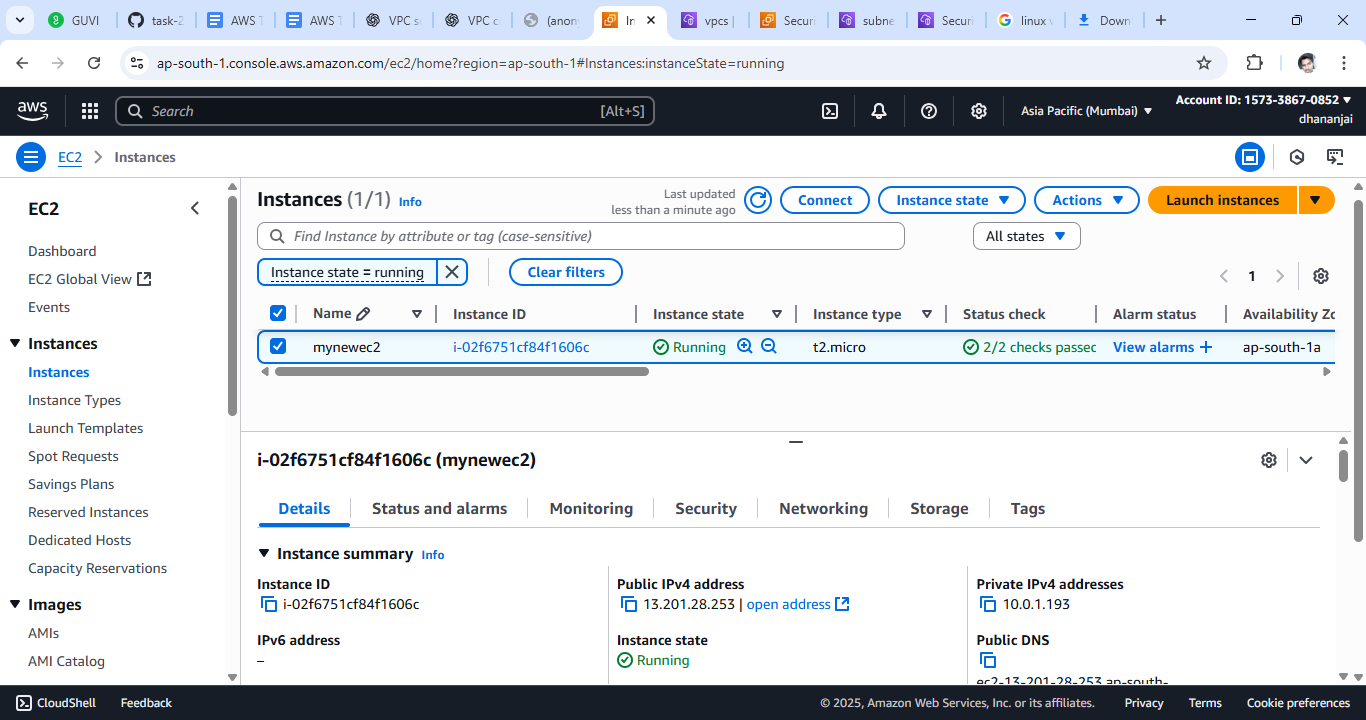 GUVI
task-2
AWS T
AWS T
VPC s
VPC c
(anon
In
vpcs |
Securi
subne
Securi
linux v
Down
ap-south-1.console.aws.amazon.com/ec2/home?region=ap-south-1#Instances:instanceState=running
aws
Search
[Alt+S]
Asia Pacific (Mumbai)
Account ID: 1573-3867-0852
dhananjai
EC2
Instances
EC2
Dashboard
EC2 Global View
Events
Instances
Instances
Instance Types
Launch Templates
Spot Requests
Savings Plans
Reserved Instances
Dedicated Hosts
Capacity Reservations
Images
AMIs
AMI Catalog
Instances (1/1) Info
Last updated
less than a minute ago
Connect
Instance state
Actions
Launch instances
Find Instance by attribute or tag (case-sensitive)
All states
Instance state = running
Clear filters
1
Name
Instance ID
Instance state
Instance type
Status check
Alarm status
Availability Zo
mynewec2
i-02f6751cf84f1606c
Running
t2.micro
2/2 checks passec
View alarms +
ap-south-1a
i-02f6751cf84f1606c (mynewec2)
Details
Status and alarms
Monitoring
Security
Networking
Storage
Tags
Instance summary Info
Instance ID
i-02f6751cf84f1606c
Public IPv4 address
13.201.28.253 | open address
Private IPv4 addresses
10.0.1.193
IPv6 address
–
Instance state
Running
Public DNS
ec2-13-201-28-253.ap-south-
CloudShell
Feedback
© 2025, Amazon Web Services, Inc. or its affiliates.
Privacy
Terms
Cookie preferences